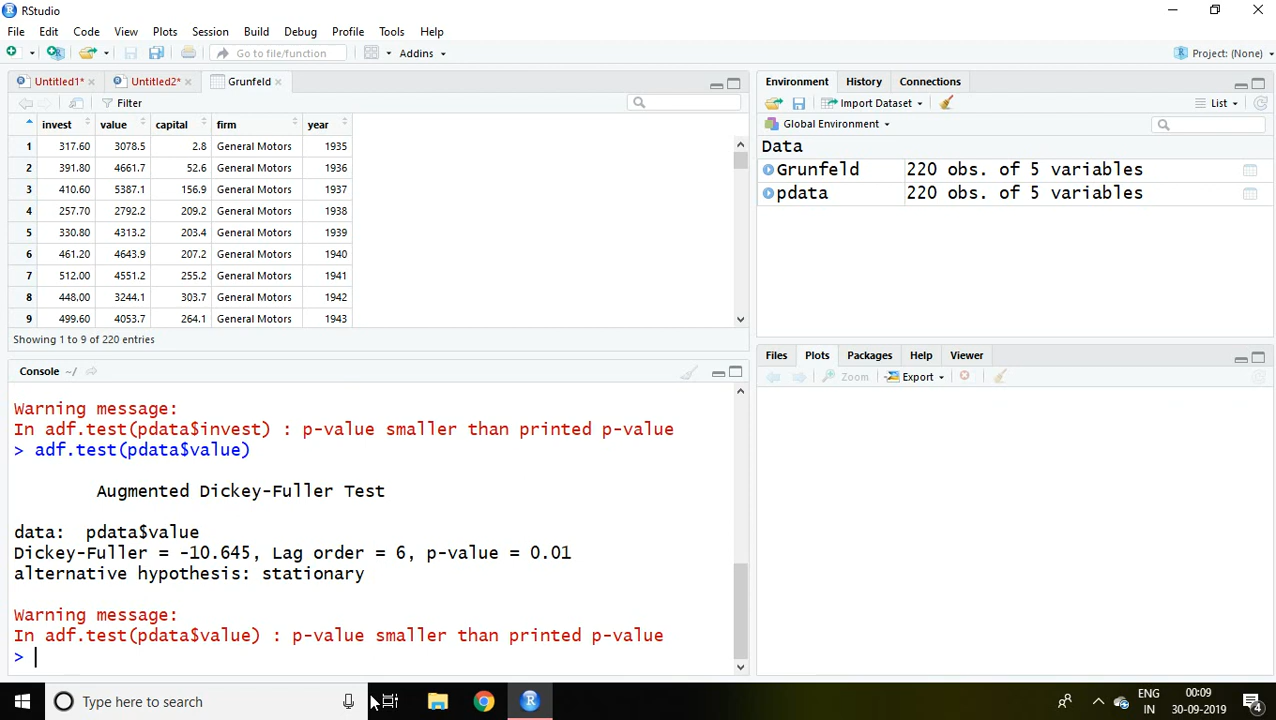 RStudio
File Edit Code View Plots Session Build Debug Profile Tools Help
Go to file/function Addins Project: (None)
Untitled1* Untitled2* Grunfeld
Filter
invest value capital firm year
1 317.60 3078.5 2.8 General Motors 1935
2 391.80 4661.7 52.6 General Motors 1936
3 410.60 5387.1 156.9 General Motors 1937
4 257.70 2792.2 209.2 General Motors 1938
5 330.80 4313.2 203.4 General Motors 1939
6 461.20 4643.9 207.2 General Motors 1940
7 512.00 4551.2 255.2 General Motors 1941
8 448.00 3244.1 303.7 General Motors 1942
9 499.60 4053.7 264.1 General Motors 1943
Showing 1 to 9 of 220 entries
Console ~/
Warning message:
In adf.test(pdata$invest) : p-value smaller than printed p-value
> adf.test(pdata$value)
Augmented Dickey-Fuller Test
data: pdata$value
Dickey-Fuller = -10.645, Lag order = 6, p-value = 0.01
alternative hypothesis: stationary
Warning message:
In adf.test(pdata$value) : p-value smaller than printed p-value
>
Environment History Connections
Import Dataset List
Global Environment
Data
Grunfeld 220 obs. of 5 variables
pdata 220 obs. of 5 variables
Files Plots Packages Help Viewer
Zoom Export
Type here to search
ENG 00:09
IN 30-09-2019 4